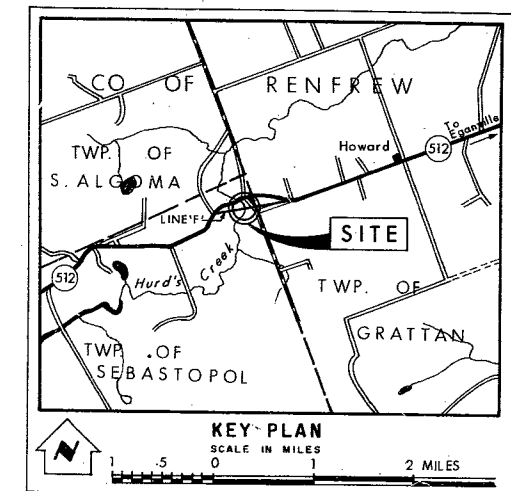 CO OF RENFREW
TWP. OF
S. ALGOMA
Howard
512
To
Eganville
LINE 'F'
SITE
512
Hurd's Creek
TWP. OF
GRATTAN
TWP. OF
SEBASTOPOL
N
KEY PLAN
SCALE IN MILES
1 .5 0 1 2 MILES